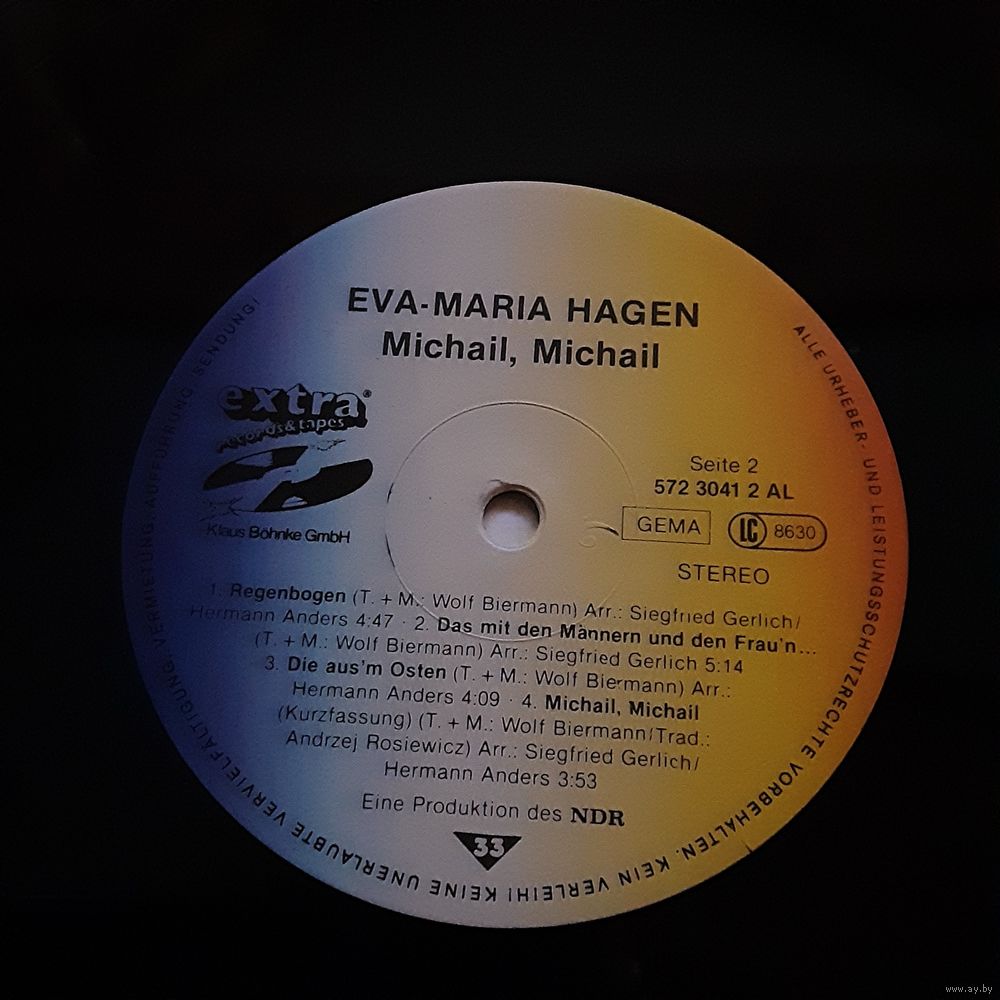 EVA-MARIA HAGEN
Michail, Michail
extra®
records & tapes
Klaus Böhnke GmbH
Seite 2
572 3041 2 AL
GEMA
LC 8630
STEREO
1. Regenbogen (T. + M.: Wolf Biermann) Arr.: Siegfried Gerlich/
Hermann Anders 4:47 · 2. Das mit den Männern und den Frau'n...
(T. + M.: Wolf Biermann) Arr.: Siegfried Gerlich 5:14
3. Die aus'm Osten (T. + M.: Wolf Biermann) Arr.:
Hermann Anders 4:09 · 4. Michail, Michail
(Kurzfassung) (T. + M.: Wolf Biermann/Trad.:
Andrzej Rosiewicz) Arr.: Siegfried Gerlich/
Hermann Anders 3:53
Eine Produktion des NDR
33
ALLE URHEBER- UND LEISTUNGSSCHUTZRECHTE VORBEHALTEN. KEIN VERLEIH! KEINE UNERLAUBTE VERVIELFÄLTIGUNG, VERMIETUNG, AUFFÜHRUNG, SENDUNG!
www.ay.by